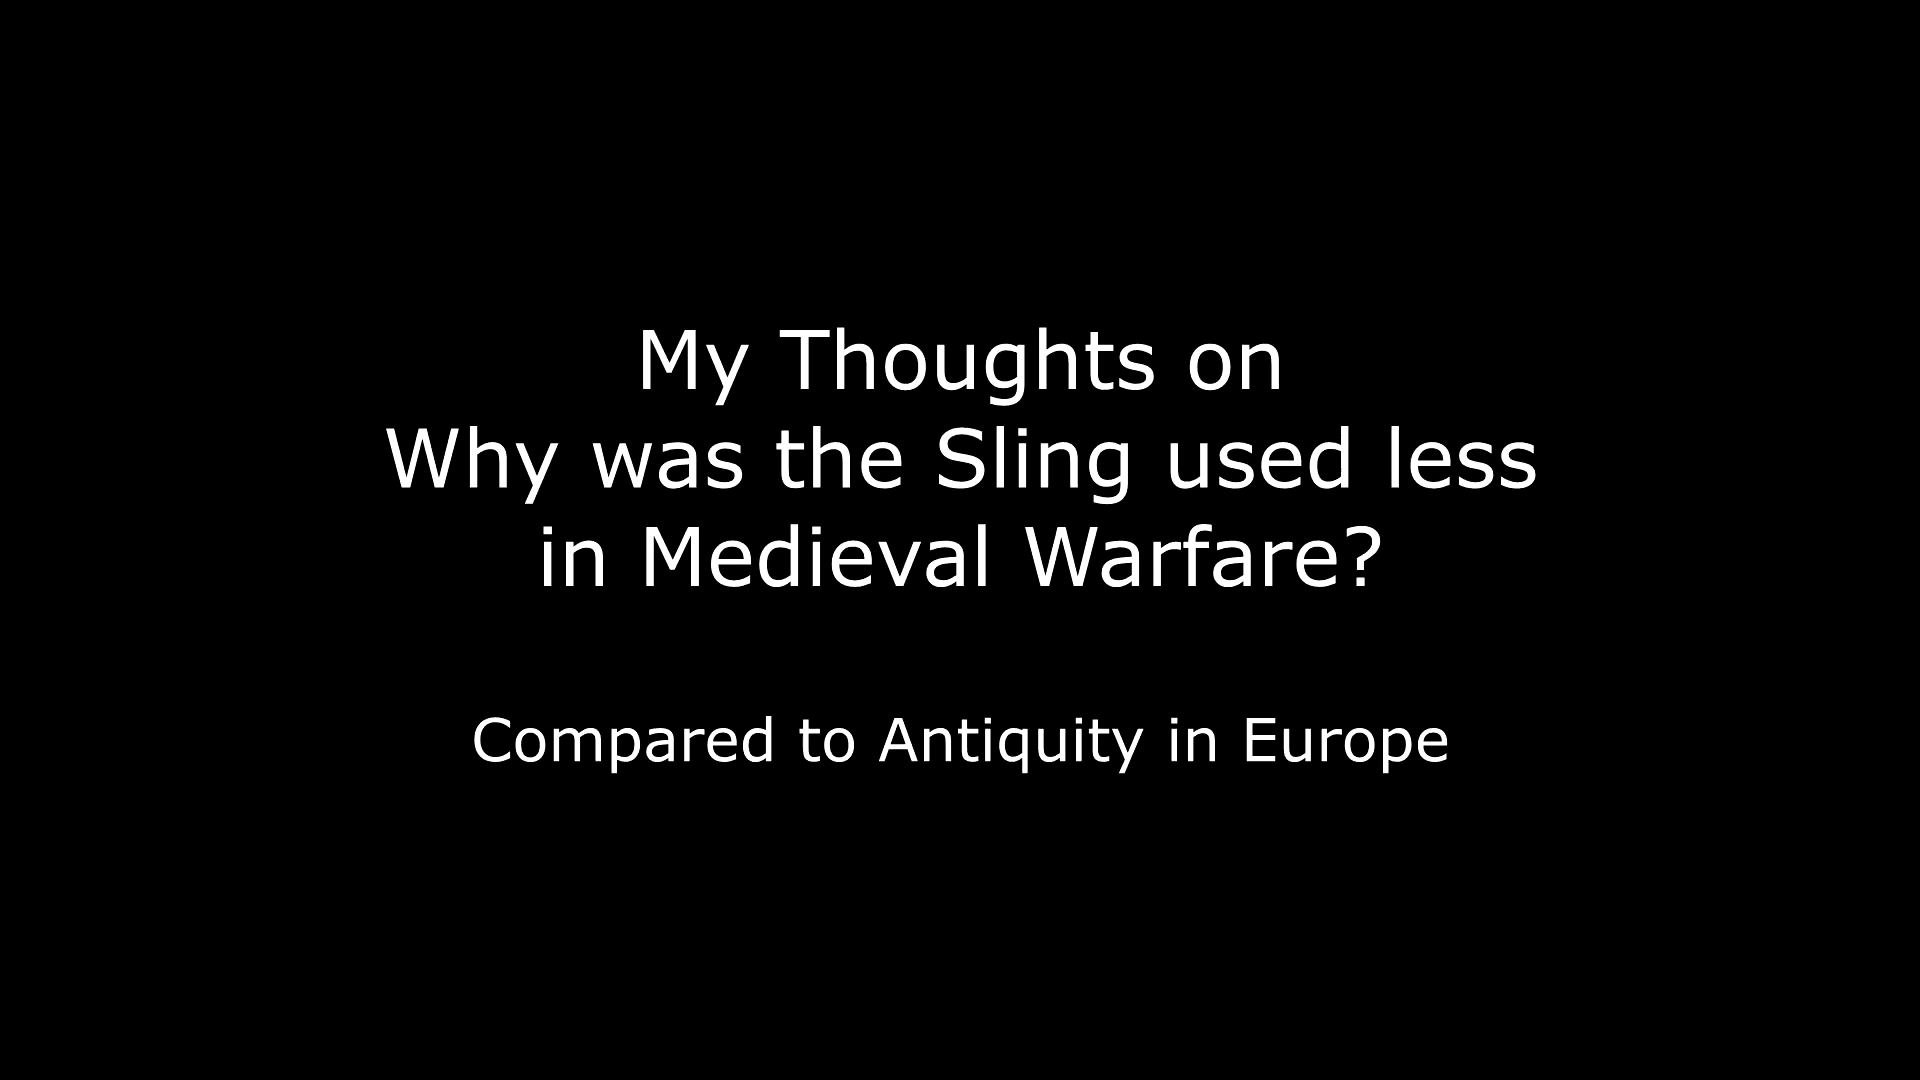 My Thoughts on
Why was the Sling used less
in Medieval Warfare?
Compared to Antiquity in Europe